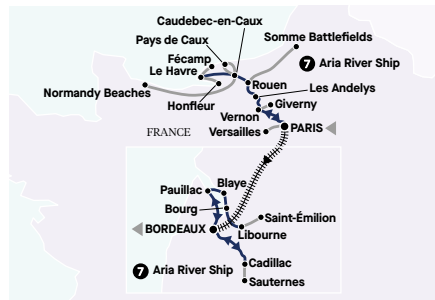 Caudebec-en-Caux
Pays de Caux
Somme Battlefields
Fécamp
7 Aria River Ship
Le Havre
Rouen
Les Andelys
Normandy Beaches
Honfleur
Giverny
Vernon
FRANCE
Versailles
PARIS
Pauillac
Blaye
Bourg
Saint-Émilion
BORDEAUX
Libourne
7 Aria River Ship
Cadillac
Sauternes